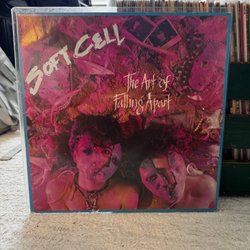 SOFT CELL
The Art of
Falling Apart